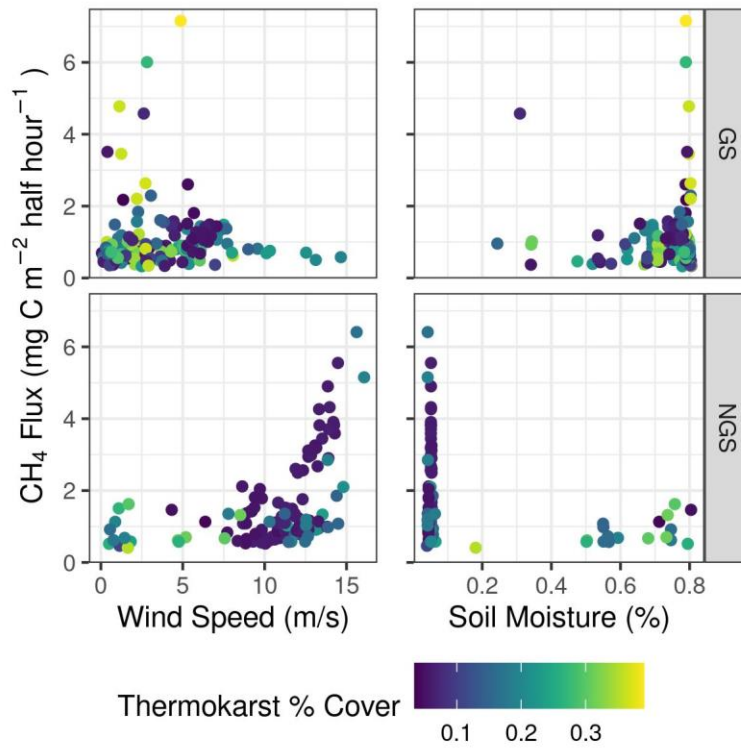 CH₄ Flux (mg C m⁻² half hour⁻¹ )
6
4
2
0
GS
6
4
2
0
NGS
0 5 10 15
0.2 0.4 0.6 0.8
Wind Speed (m/s) Soil Moisture (%)
Thermokarst % Cover
0.1 0.2 0.3